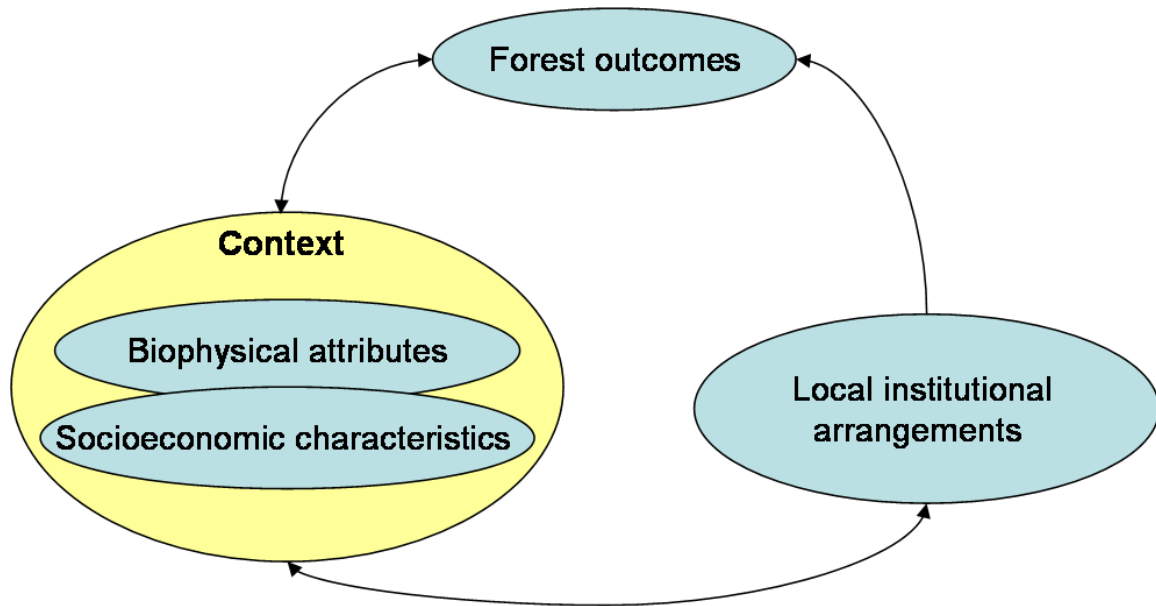 Forest outcomes
Context
Biophysical attributes
Socioeconomic characteristics
Local institutional
arrangements